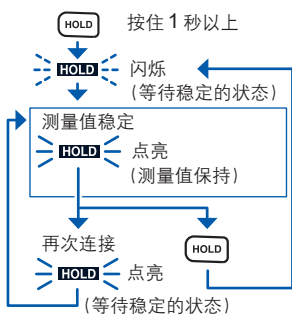 HOLD 按住 1 秒以上
HOLD 闪烁
(等待稳定的状态)
测量值稳定
HOLD 点亮
(测量值保持)
再次连接
HOLD
HOLD 点亮
(等待稳定的状态)